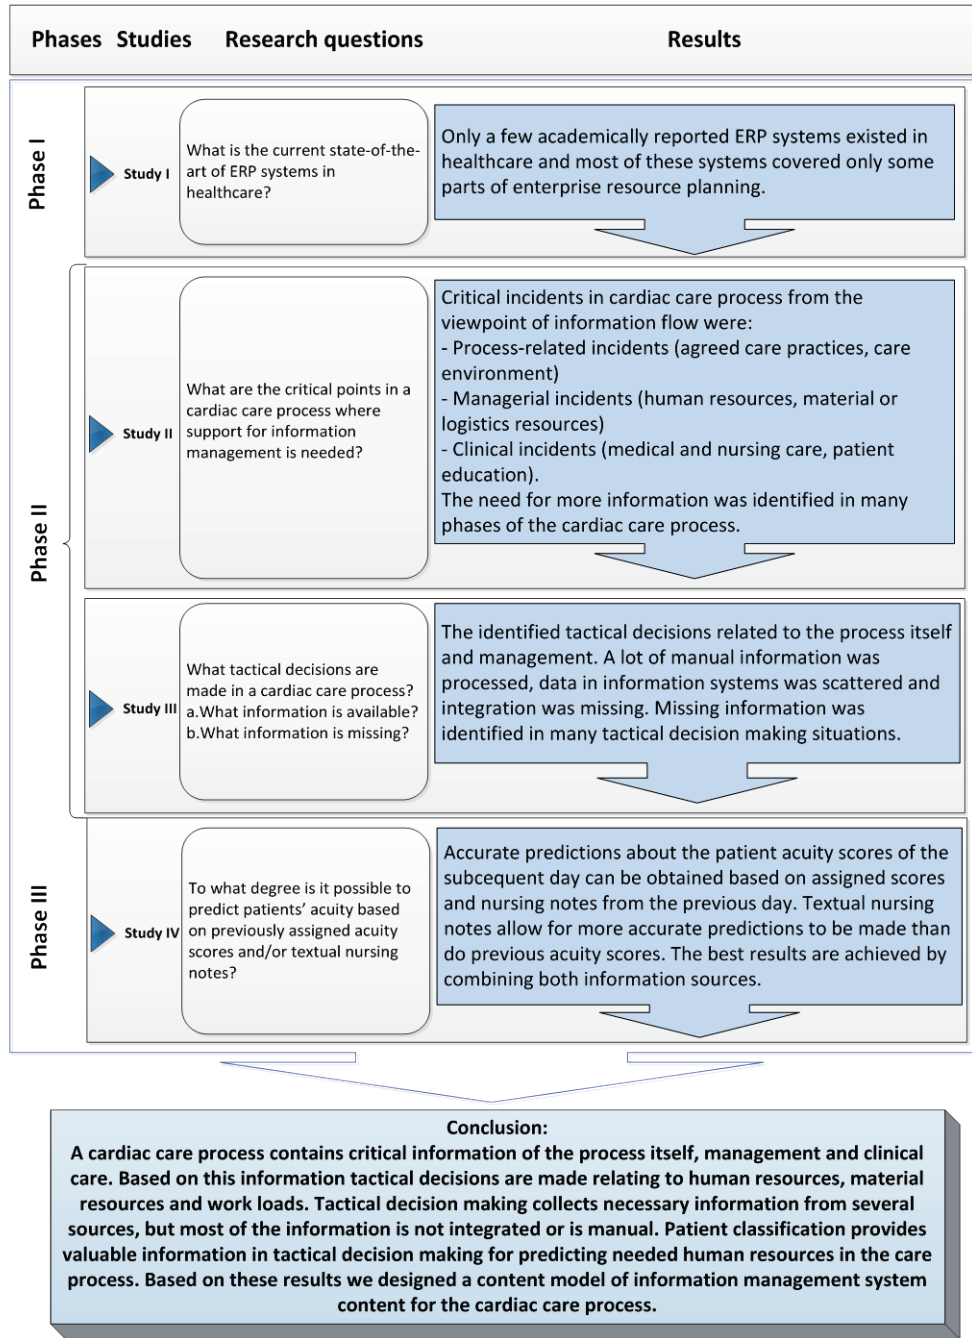 Phases Studies Research questions Results
Phase I
Study I
What is the current state-of-the-
art of ERP systems in
healthcare?
Only a few academically reported ERP systems existed in
healthcare and most of these systems covered only some
parts of enterprise resource planning.
Phase II
Study II
What are the critical points in a
cardiac care process where
support for information
management is needed?
Critical incidents in cardiac care process from the
viewpoint of information flow were:
- Process-related incidents (agreed care practices, care
environment)
- Managerial incidents (human resources, material or
logistics resources)
- Clinical incidents (medical and nursing care, patient
education).
The need for more information was identified in many
phases of the cardiac care process.
Study III
What tactical decisions are
made in a cardiac care process?
a.What information is available?
b.What information is missing?
The identified tactical decisions related to the process itself
and management. A lot of manual information was
processed, data in information systems was scattered and
integration was missing. Missing information was
identified in many tactical decision making situations.
Phase III
Study IV
To what degree is it possible to
predict patients' acuity based
on previously assigned acuity
scores and/or textual nursing
notes?
Accurate predictions about the patient acuity scores of the
subcequent day can be obtained based on assigned scores
and nursing notes from the previous day. Textual nursing
notes allow for more accurate predictions to be made than
do previous acuity scores. The best results are achieved by
combining both information sources.
Conclusion:
A cardiac care process contains critical information of the process itself, management and clinical
care. Based on this information tactical decisions are made relating to human resources, material
resources and work loads. Tactical decision making collects necessary information from several
sources, but most of the information is not integrated or is manual. Patient classification provides
valuable information in tactical decision making for predicting needed human resources in the care
process. Based on these results we designed a content model of information management system
content for the cardiac care process.